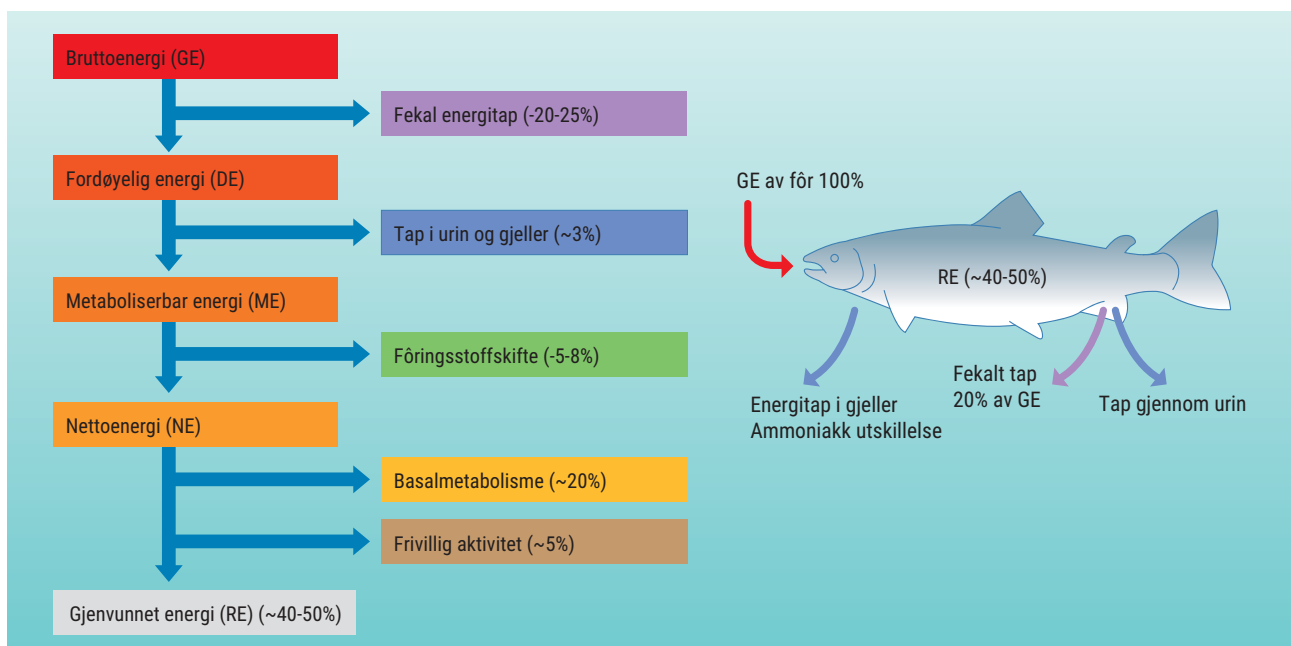 Bruttoenergi (GE)
Fekal energitap (-20-25%)
Fordøyelig energi (DE)
Tap i urin og gjeller (~3%)
Metaboliserbar energi (ME)
Fôringsstoffskifte (-5-8%)
Nettoenergi (NE)
Basalmetabolisme (~20%)
Frivillig aktivitet (~5%)
Gjenvunnet energi (RE) (~40-50%)
GE av fôr 100%
RE (~40-50%)
Energitap i gjeller
Ammoniakk utskillelse
Fekalt tap
20% av GE
Tap gjennom urin